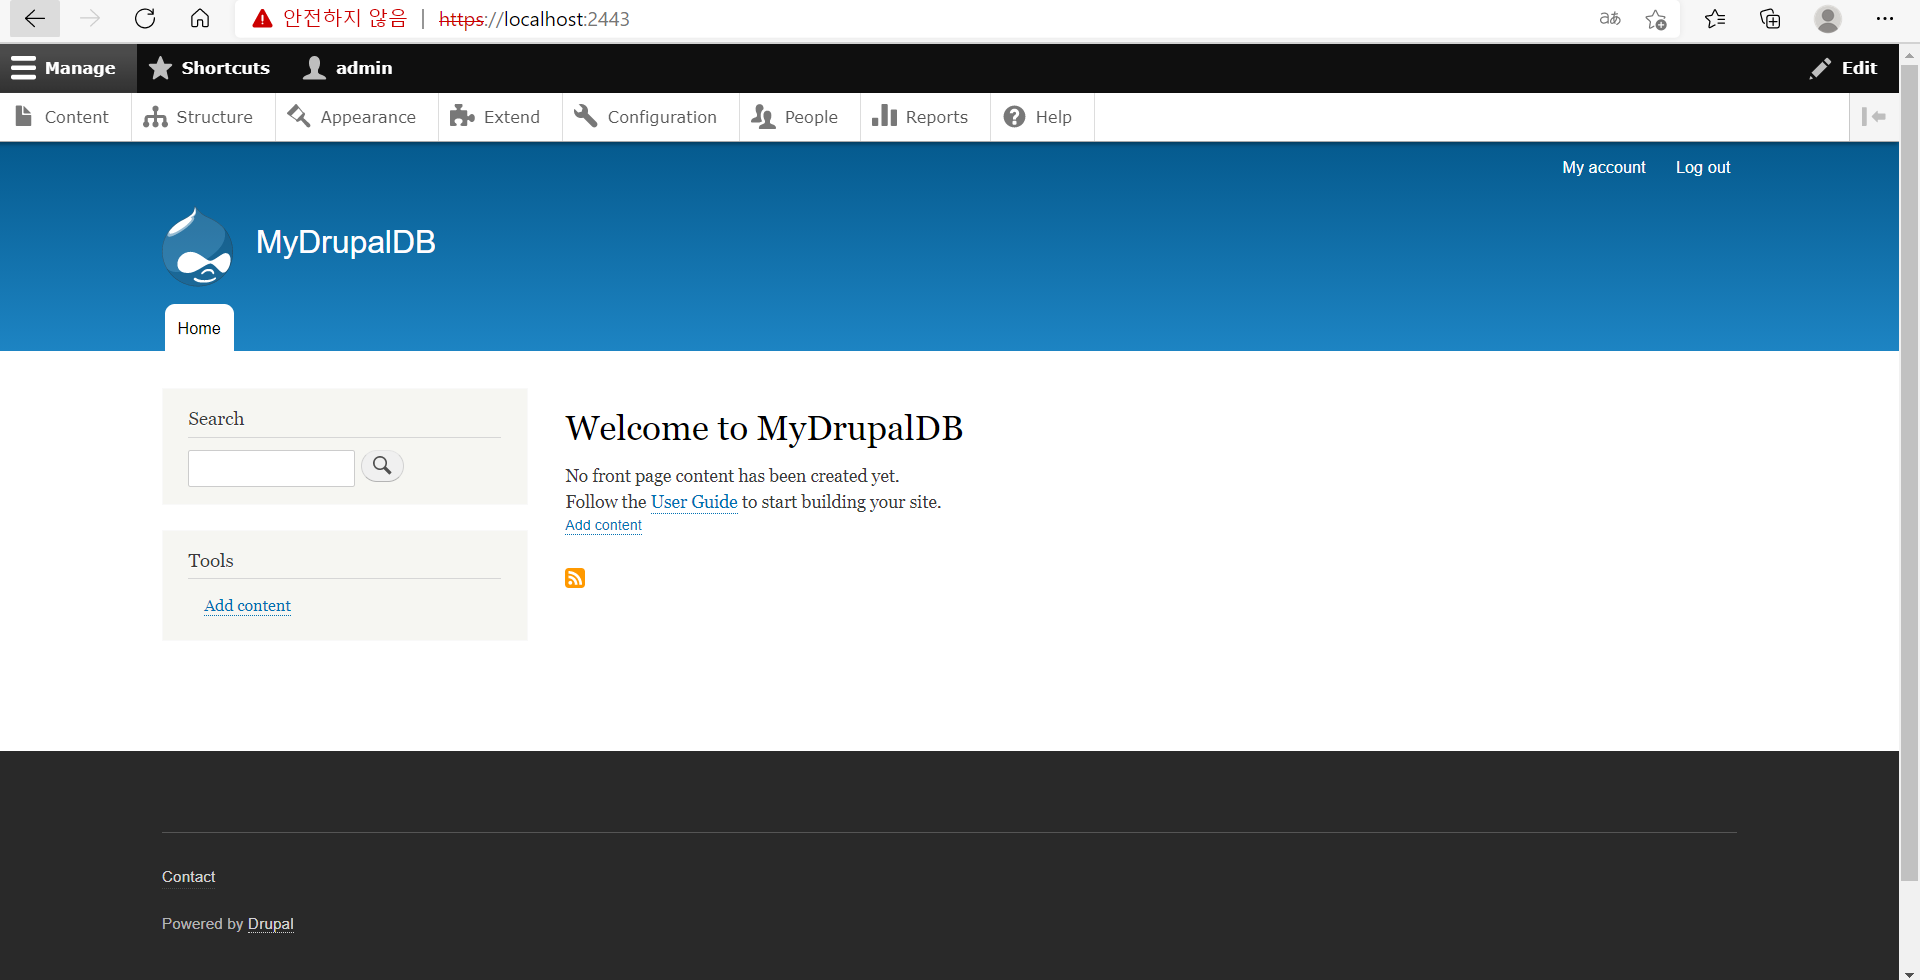 안전하지 않음 | https://localhost:2443 aあ
Manage Shortcuts admin Edit
Content Structure Appearance Extend Configuration People Reports Help
My account Log out
MyDrupalDB
Home
Search
Welcome to MyDrupalDB
No front page content has been created yet.
Follow the User Guide to start building your site.
Add content
Tools
Add content
Contact
Powered by Drupal